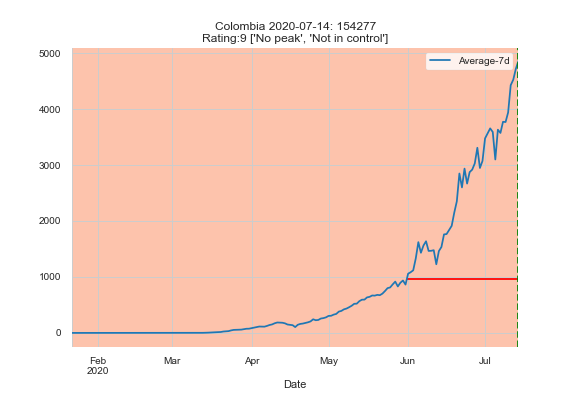 Colombia 2020-07-14: 154277
Rating:9 ['No peak', 'Not in control']
Average-7d
5000
4000
3000
2000
1000
0
Feb Mar Apr May Jun Jul
2020
Date